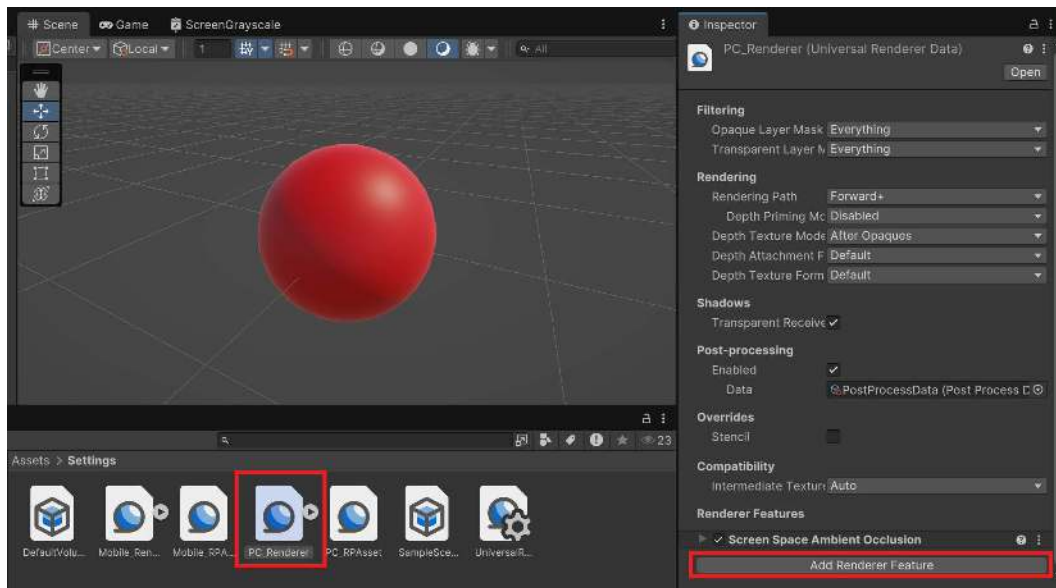 Scene Game ScreenGrayscale
Center Local 1 All
Inspector
PC_Renderer (Universal Renderer Data)
Open
Filtering
Opaque Layer Mask Everything
Transparent Layer M Everything
Rendering
Rendering Path Forward+
Depth Priming Mc Disabled
Depth Texture Mode After Opaques
Depth Attachment F Default
Depth Texture Form Default
Shadows
Transparent Receive
Post-processing
Enabled
Data PostProcessData (Post Process D
Overrides
Stencil
Compatibility
Intermediate Texture Auto
Renderer Features
Screen Space Ambient Occlusion
Add Renderer Feature
23
Assets > Settings
DefaultVolu... Mobile_Ren... Mobile_RPA... PC_Renderer PC_RPAsset SampleSce... UniversalR...